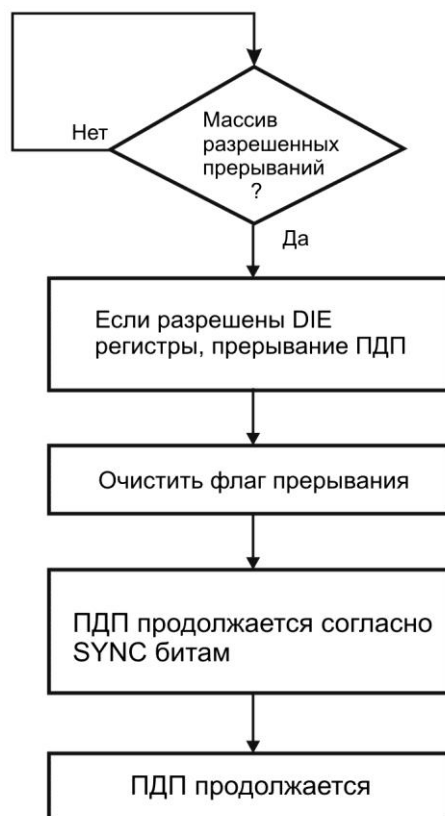 Массив
разрешенных
прерываний
?
Нет
Да
Если разрешены DIE
регистры, прерывание ПДП
Очистить флаг прерывания
ПДП продолжается согласно
SYNC битам
ПДП продолжается